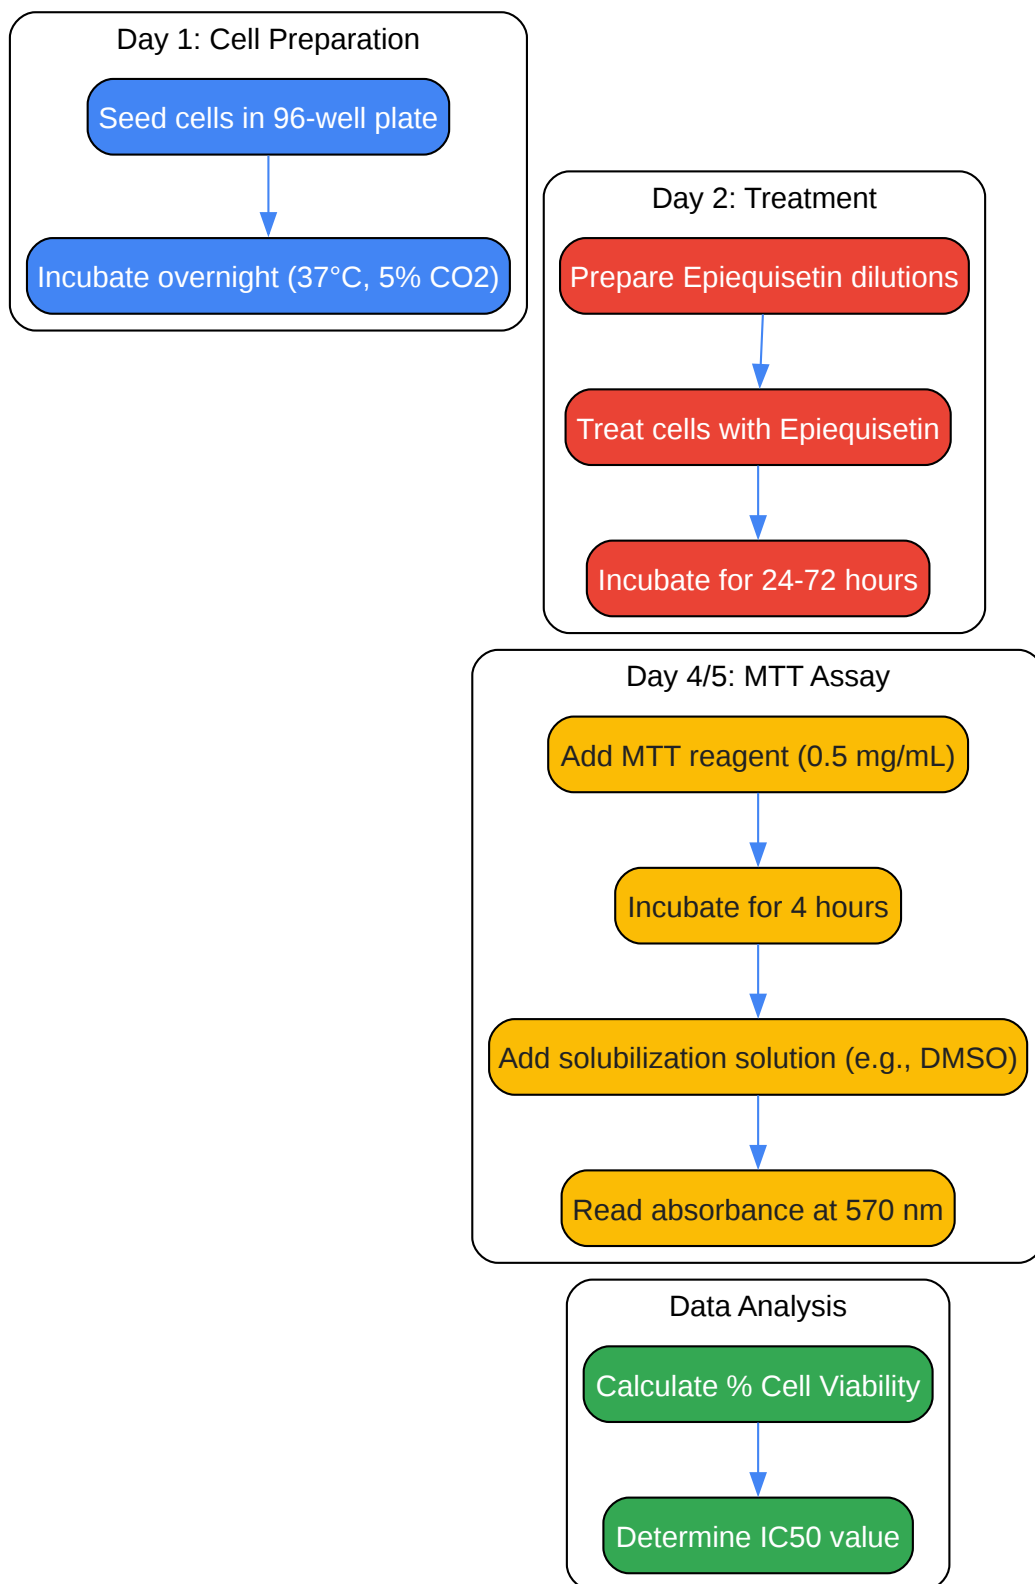 Day 1: Cell Preparation
Seed cells in 96-well plate
Incubate overnight (37°C, 5% CO2)
Day 2: Treatment
Prepare Epiequisetin dilutions
Treat cells with Epiequisetin
Incubate for 24-72 hours
Day 4/5: MTT Assay
Add MTT reagent (0.5 mg/mL)
Incubate for 4 hours
Add solubilization solution (e.g., DMSO)
Read absorbance at 570 nm
Data Analysis
Calculate % Cell Viability
Determine IC50 value